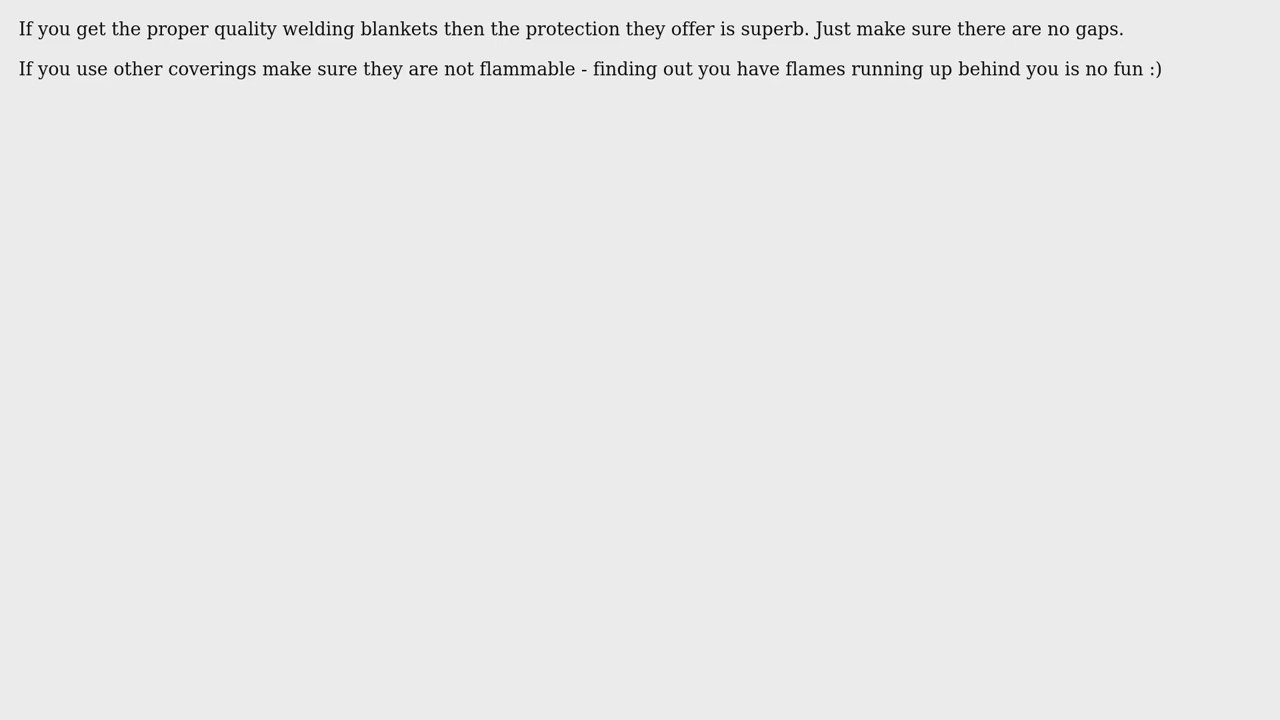 If you get the proper quality welding blankets then the protection they offer is superb. Just make sure there are no gaps.
If you use other coverings make sure they are not flammable - finding out you have flames running up behind you is no fun :)